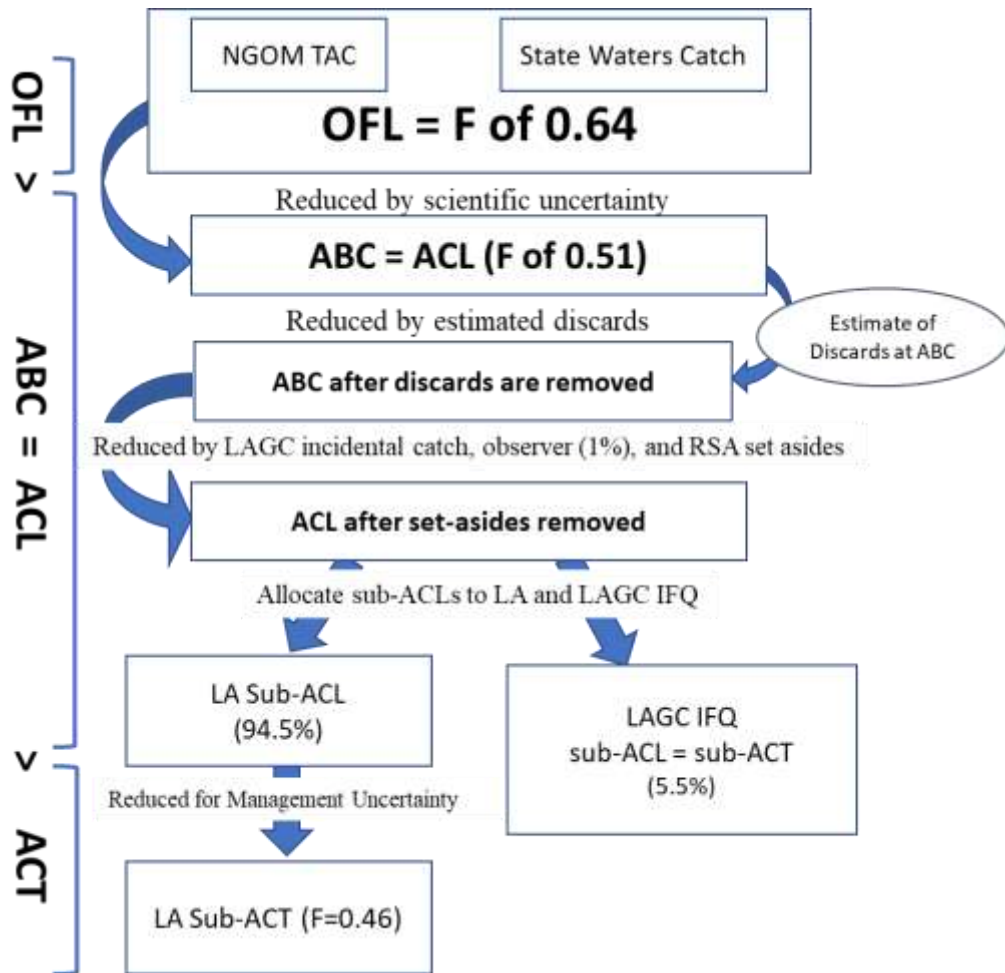 NGOM TAC
State Waters Catch
OFL = F of 0.64
OFL
>
Reduced by scientific uncertainty
ABC = ACL (F of 0.51)
Reduced by estimated discards
Estimate of
Discards at ABC
ABC after discards are removed
ABC = ACL
Reduced by LAGC incidental catch, observer (1%), and RSA set asides
ACL after set-asides removed
Allocate sub-ACLs to LA and LAGC IFQ
LA Sub-ACL
(94.5%)
LAGC IFQ
sub-ACL = sub-ACT
(5.5%)
>
Reduced for Management Uncertainty
ACT
LA Sub-ACT (F=0.46)